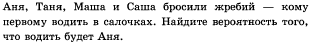 Аня, Таня, Маша и Саша бросили жребий — кому
первому водить в салочках. Найдите вероятность того,
что водить будет Аня.